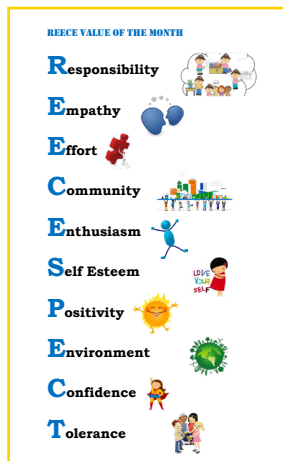 REECE VALUE OF THE MONTH
Responsibility
Empathy
Effort
Community
Enthusiasm
Self Esteem
LOVE
YOUR
SELF
Positivity
Environment
Confidence
Tolerance